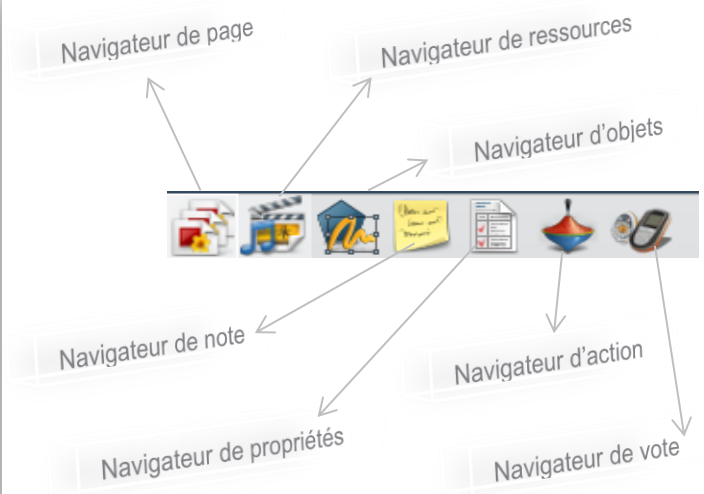 Navigateur de page
Navigateur de ressources
Navigateur d’objets
Navigateur de note
Navigateur d’action
Navigateur de propriétés
Navigateur de vote